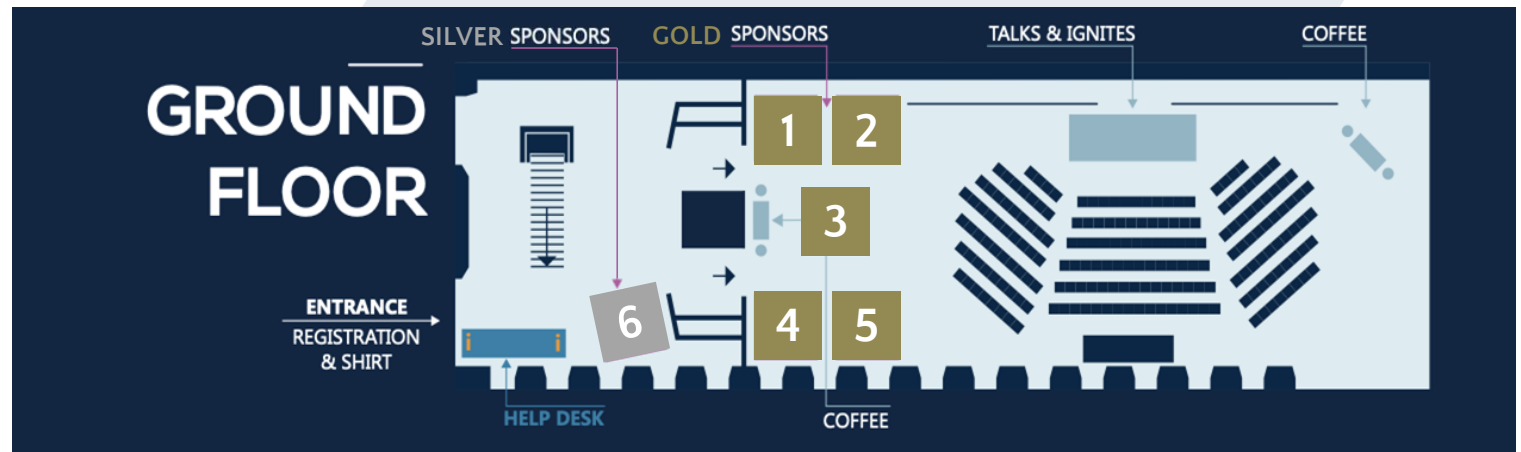 SILVER SPONSORS
GOLD SPONSORS
TALKS & IGNITES
COFFEE
GROUND
FLOOR
1
2
3
ENTRANCE
REGISTRATION
& SHIRT
6
4
5
i
i
HELP DESK
COFFEE